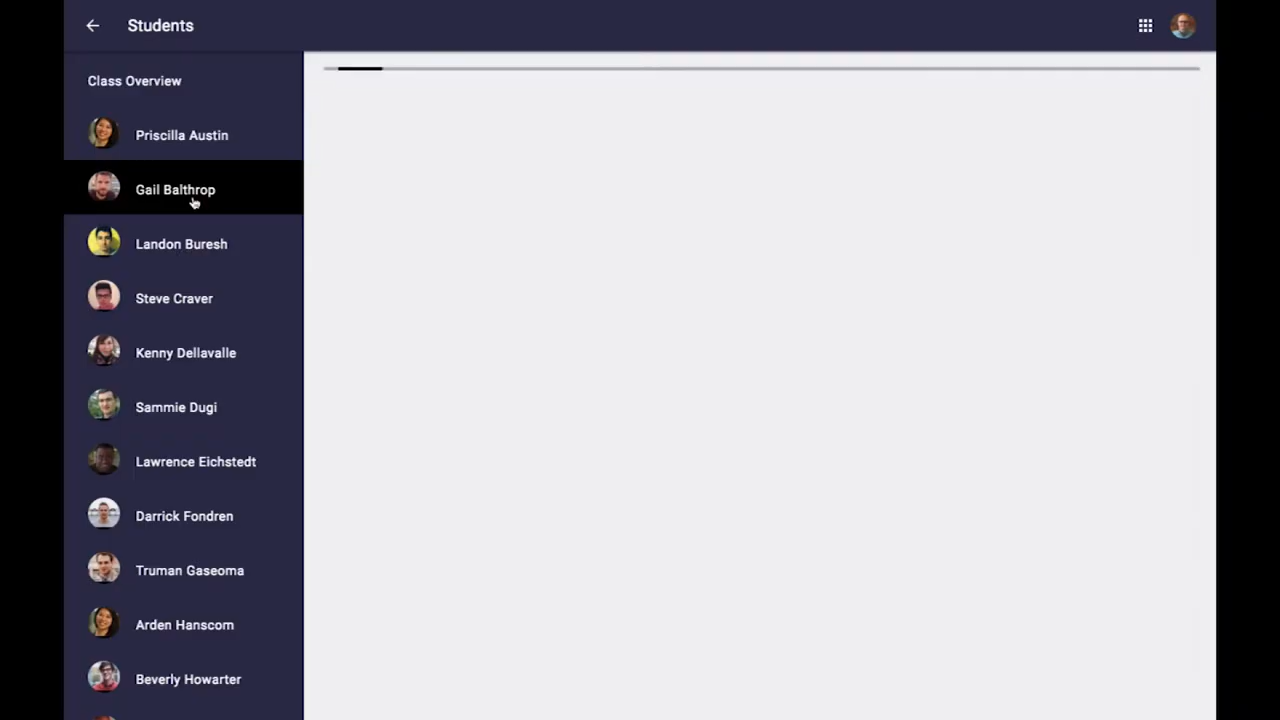 Students
Class Overview
Priscilla Austin
Gail Balthrop
Landon Buresh
Steve Craver
Kenny Dellavalle
Sammie Dugi
Lawrence Eichstedt
Darrick Fondren
Truman Gaseoma
Arden Hanscom
Beverly Howarter